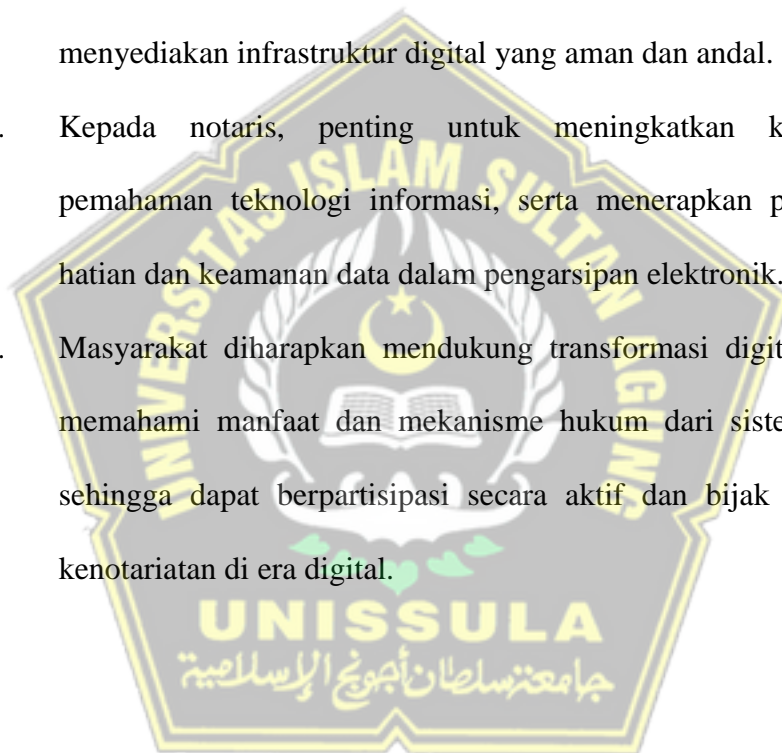 menyediakan infrastruktur digital yang aman dan andal.
. Kepada notaris, penting untuk meningkatkan k
pemahaman teknologi informasi, serta menerapkan p
hatian dan keamanan data dalam pengarsipan elektronik.
. Masyarakat diharapkan mendukung transformasi digit
memahami manfaat dan mekanisme hukum dari siste
sehingga dapat berpartisipasi secara aktif dan bijak
kenotariatan di era digital.
UNIVERSITAS ISLAM SULTAN AGUNG
UNISSULA
جامعتسلطان أجونج الإسلامية